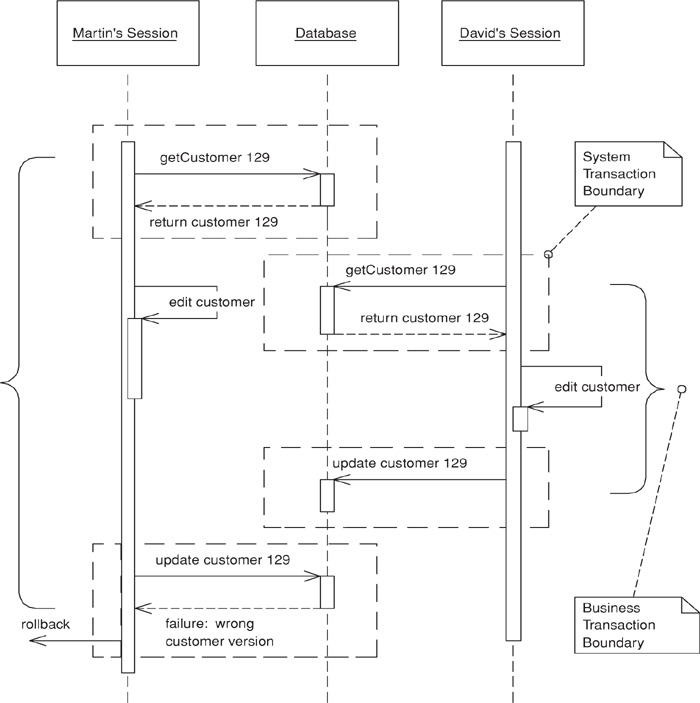 Martin's Session
Database
David's Session
getCustomer 129
return customer 129
System
Transaction
Boundary
getCustomer 129
edit customer
return customer 129
edit customer
update customer 129
update customer 129
failure: wrong
customer version
rollback
Business
Transaction
Boundary